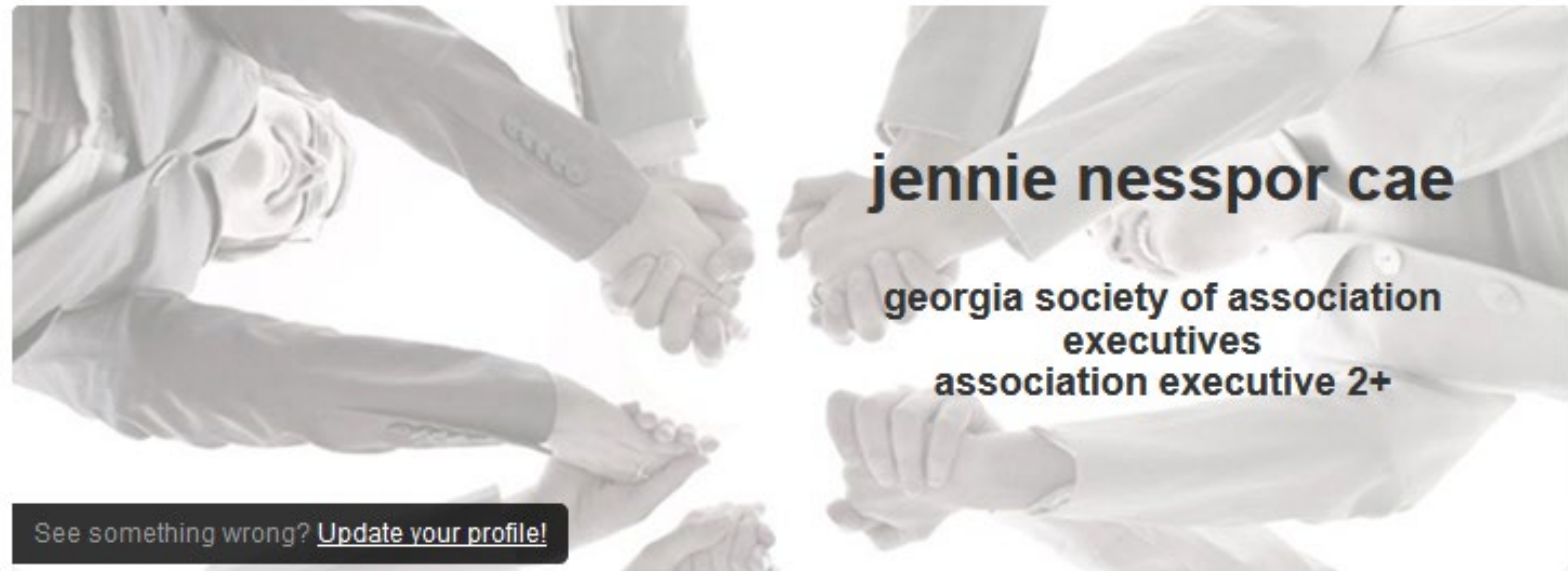 jennie nesspor cae
georgia society of association
executives
association executive 2+
See something wrong? Update your profile!